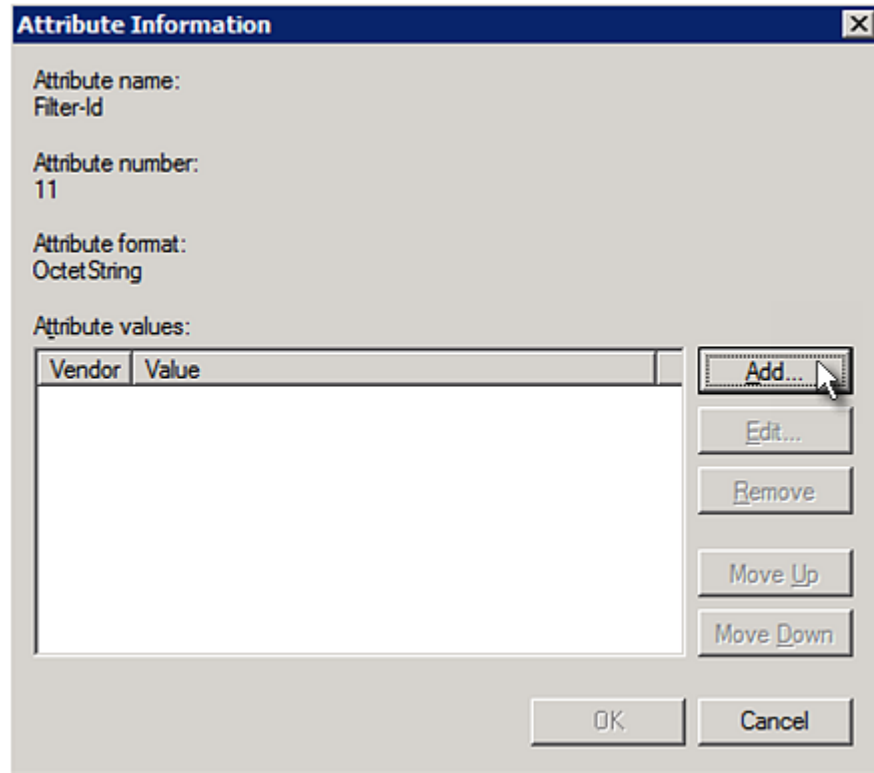 Attribute Information
Attribute name:
Filter-Id
Attribute number:
11
Attribute format:
OctetString
Attribute values:
Vendor Value
Add...
Edit...
Remove
Move Up
Move Down
OK Cancel